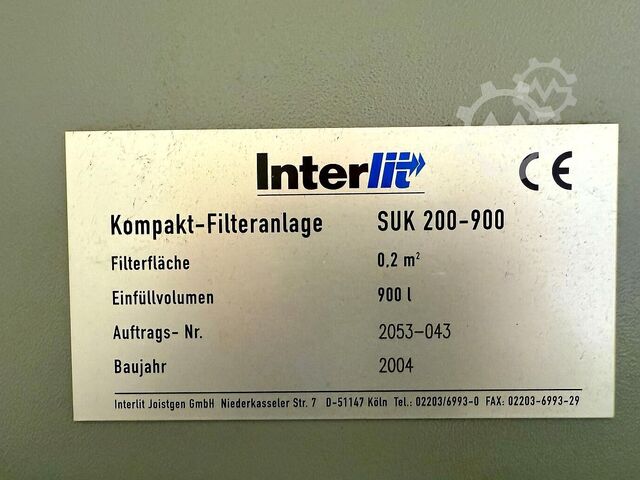 Interlit
CE
Kompakt-Filteranlage SUK 200-900
Filterfläche 0,2 m²
Einfüllvolumen 900 l
Auftrags- Nr. 2053-043
Baujahr 2004
Interlit Joistgen GmbH Niederkasseler Str. 7 D-51147 Köln Tel.: 02203/6993-0 FAX: 02203-6993-29